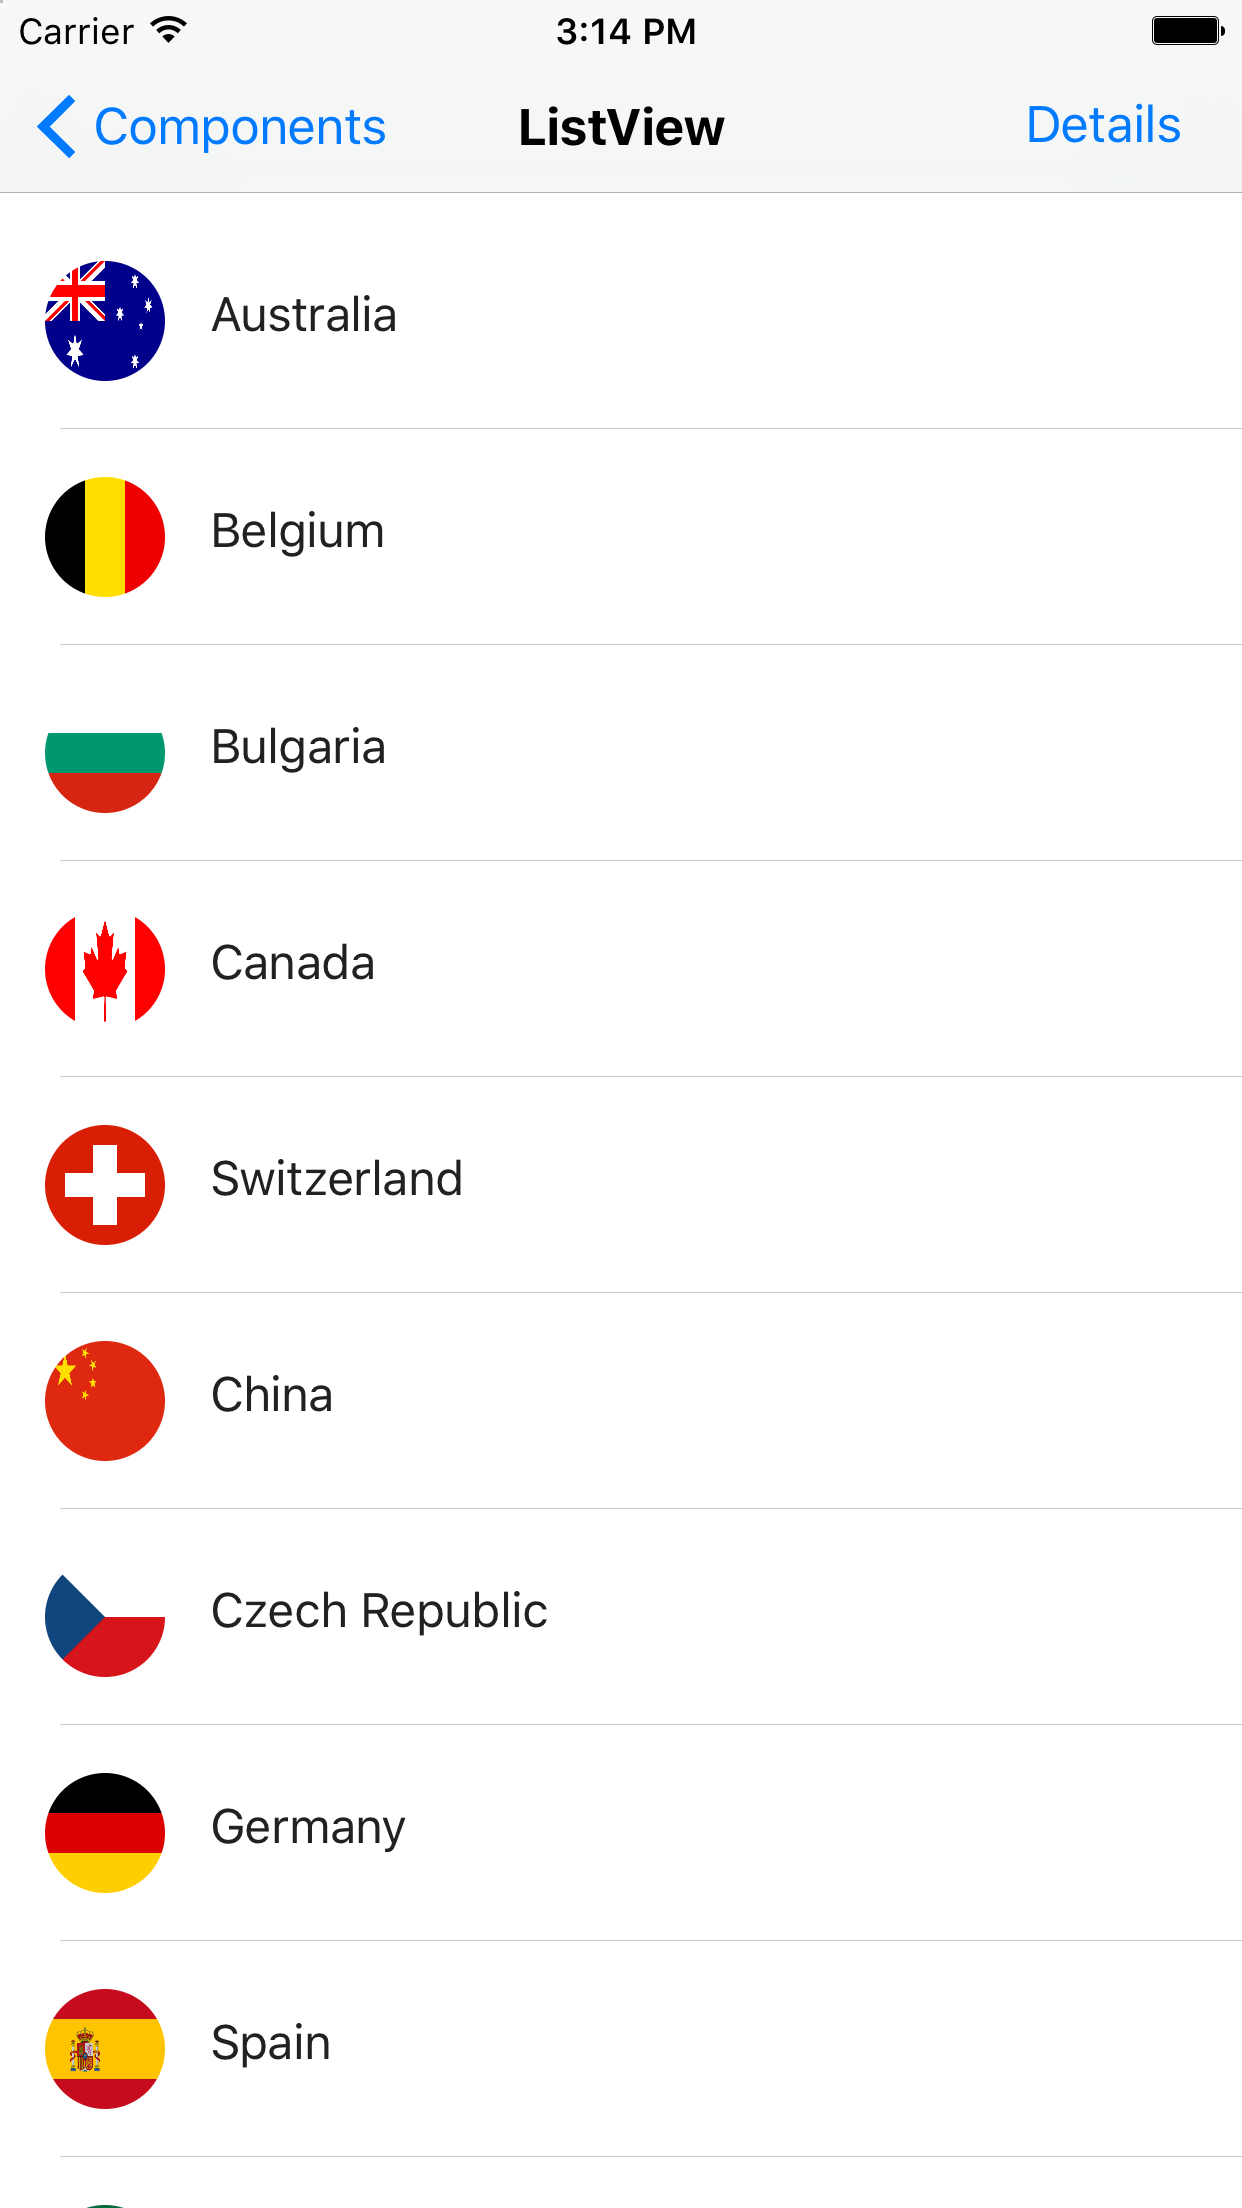 Carrier 3:14 PM
Components ListView Details
Australia
Belgium
Bulgaria
Canada
Switzerland
China
Czech Republic
Germany
Spain